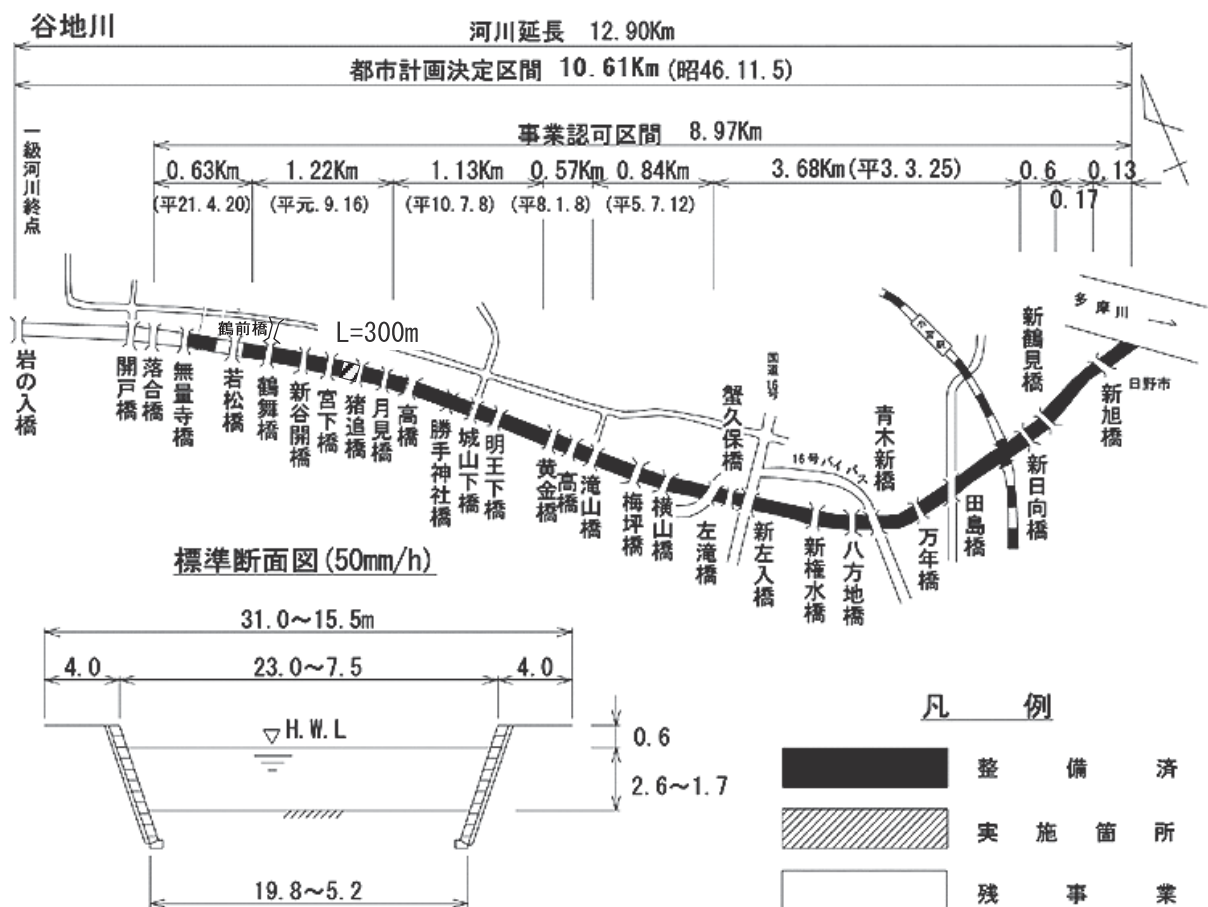 谷地川
河川延長 12.90Km
都市計画決定区間 10.61Km(昭46.11.5)
事業認可区間 8.97Km
0.63Km 1.22Km 1.13Km 0.57Km 0.84Km 3.68Km(平3.3.25) 0.6 0.13
(平21.4.20) (平元.9.16) (平10.7.8) (平8.1.8) (平5.7.12) 0.17
一級河川終点
鶴前橋
L=300m
多摩川
日野市
国道16号
16号バイパス
岩の入橋
開戸橋
落合橋
無量寺橋
若松橋
鶴舞橋
新谷開橋
宮下橋
猪追橋
月見橋
高橋
勝手神社橋
城山下橋
明王下橋
黄金橋
高橋
滝山橋
梅坪橋
横山橋
左滝橋
蟹久保橋
新左入橋
新権水橋
八方地橋
青木新橋
万年橋
田島橋
新日向橋
新鶴見橋
新旭橋
標準断面図(50mm/h)
31.0~15.5m
4.0 23.0~7.5 4.0
H.W.L
0.6
2.6~1.7
19.8~5.2
凡例
整備済
実施箇所
残事業